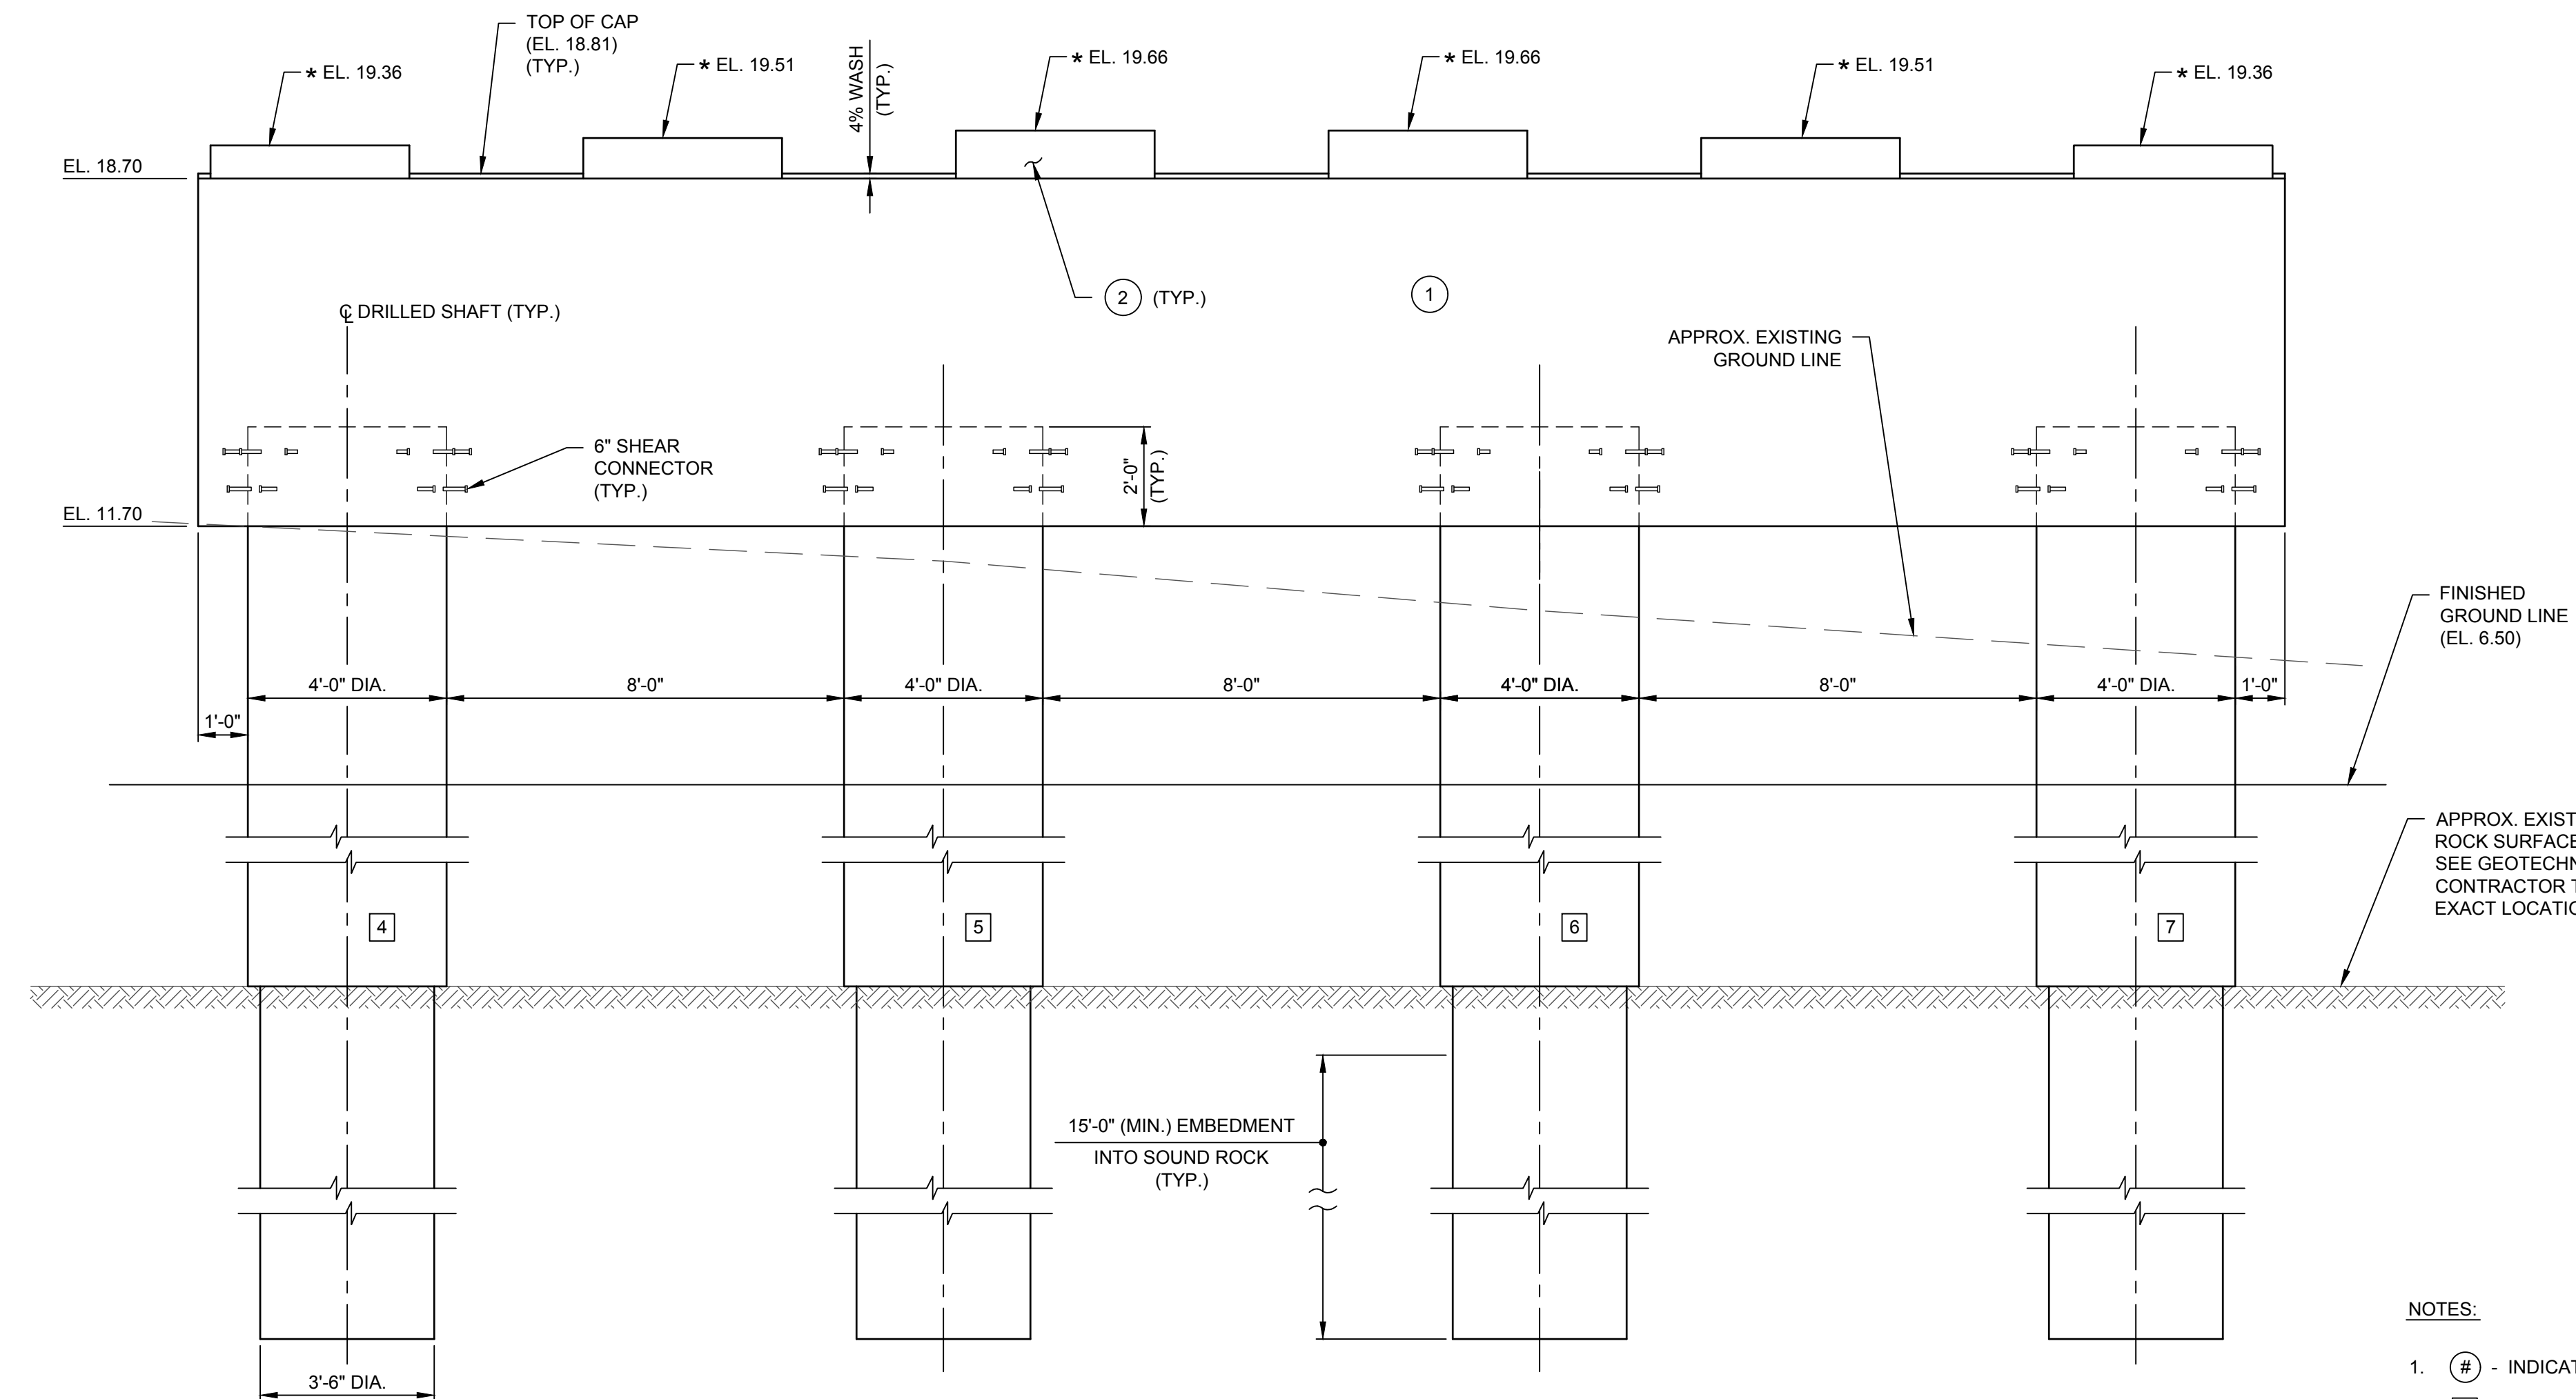 TOP OF CAP
(EL. 18.81)
(TYP.)
* EL. 19.36
* EL. 19.51
4% WASH
(TYP.)
* EL. 19.66
* EL. 19.66
* EL. 19.51
* EL. 19.36
EL. 18.70
2 (TYP.)
1
℄ DRILLED SHAFT (TYP.)
APPROX. EXISTING
GROUND LINE
6" SHEAR
CONNECTOR
(TYP.)
2'-0"
(TYP.)
EL. 11.70
FINISHED
GROUND LINE
(EL. 6.50)
4'-0" DIA.
8'-0"
4'-0" DIA.
8'-0"
4'-0" DIA.
8'-0"
4'-0" DIA.
1'-0"
1'-0"
APPROX. EXIST
ROCK SURFACE
SEE GEOTECHN
CONTRACTOR T
EXACT LOCATIO
4
5
6
7
15'-0" (MIN.) EMBEDMENT
INTO SOUND ROCK
(TYP.)
NOTES:
1. # - INDICAT
3'-6" DIA.